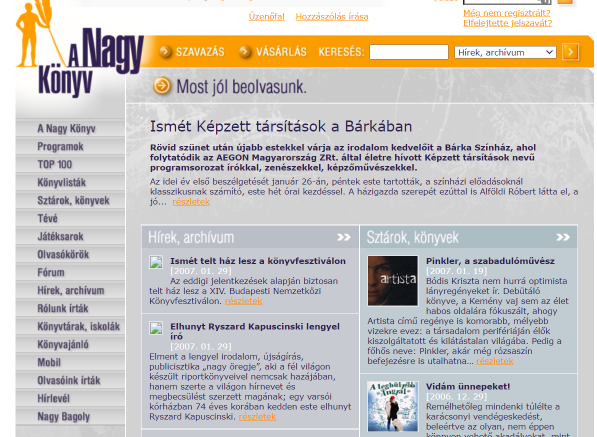 Üzenőfal Hozzászólás írása
Még nem regisztrált?
Elfelejtette jelszavát?
A Nagy
Könyv
SZAVAZÁS VÁSÁRLÁS KERESÉS: Hírek, archívum
Most jól beolvasunk.
A Nagy Könyv
Programok
TOP 100
Könyvlisták
Sztárok, könyvek
Tévé
Játéksarok
Olvasókörök
Fórum
Hírek, archívum
Rólunk írták
Könyvtárak, iskolák
Könyvajánló
Mobil
Olvasóink írták
Hírlevél
Nagy Bagoly
Ismét Képzett társítások a Bárkában
Rövid szünet után újabb estekkel várja az irodalom kedvelőit a Bárka Színház, ahol
folytatódik az AEGON Magyarország ZRt. által életre hívott Képzett társítások nevű
programsorozat írókkal, zenészekkel, képzőművészekkel.
Az idei év első beszélgetését január 26-án, péntek este tartották, a színházi előadásoknál
klasszikusnak számító, este hét órai kezdéssel. A házigazda szerepét ezúttal is Alföldi Róbert látta el, a
jó... részletek
Hírek, archívum
Ismét telt ház lesz a könyvfesztiválon
[2007. 01. 29]
Az eddigi jelentkezések alapján biztosan
telt ház lesz a XIV. Budapesti Nemzetközi
Könyvfesztiválon. részletek
Elhunyt Ryszard Kapuscinski lengyel
író
[2007. 01. 29]
Elment a lengyel irodalom, újságírás,
publicisztika „nagy öregje”, aki a fél világon
készült riportkönyveivel nemcsak hazájában,
hanem szerte a világon hírnevet és
megbecsülést szerzett magának; egy varsói
kórházban 74 éves korában kedden este elhunyt
Ryszard Kapuscinski. részletek
Sztárok, könyvek
artista
Pinkler, a szabadulóművész
[2007. 01. 19]
Bódis Kriszta nem hurrá optimista
lányregényeket ír. Debütáló
könyve, a Kemény vaj sem az élet
habos oldalára fókuszált, ahogy
Artista című regénye is komorabb, mélyebb
vizekre evez: a társadalom perifériáján élők
kiszolgáltatott és kilátástalan világába. Pedig a
főhős neve: Pinkler, akár még rózsaszín
befejezésre is utalhatna... részletek
Vidám ünnepeket!
[2006. 12. 29]
Remélhetőleg mindenki túlélte a
karácsonyi vendégeskedést,
beleértve az olyan, nem éppen